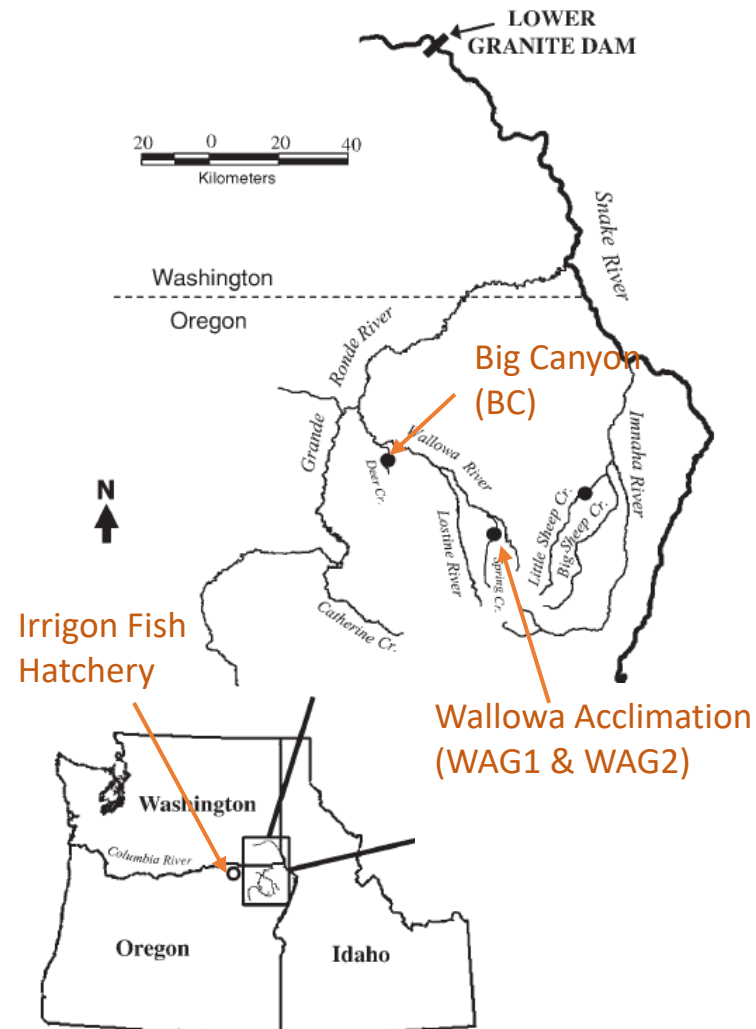 LOWER
GRANITE DAM
20 0 20 40
Kilometers
Snake River
Washington
Oregon
Ronde River
Grande
Big Canyon
(BC)
Wallowa River
Deer Cr.
Imnaha River
N
Little Sheep Cr.
Big Sheep Cr.
Lostine River
Spring Cr.
Catherine Cr.
Irrigon Fish
Hatchery
Wallowa Acclimation
(WAG1 & WAG2)
Washington
Columbia River
Oregon
Idaho